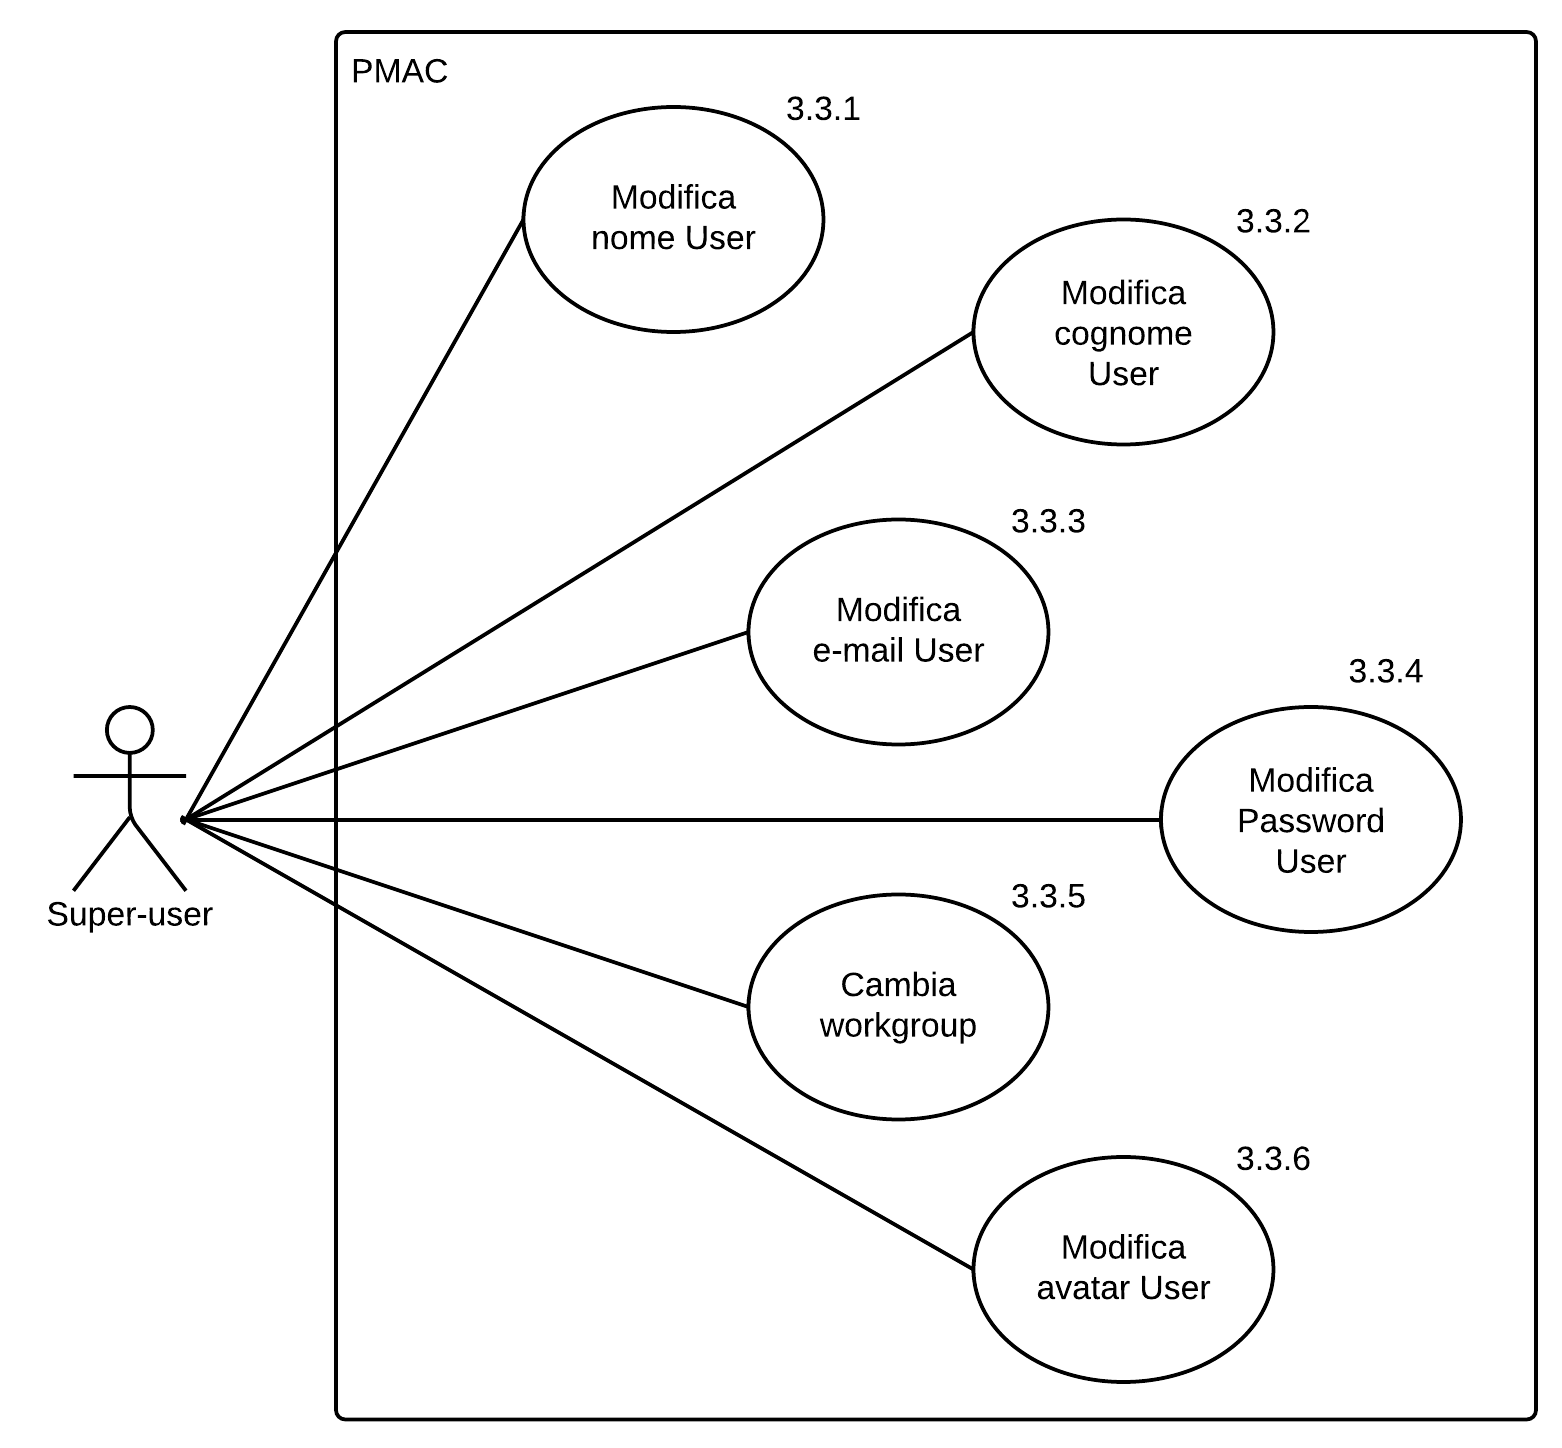 PMAC
3.3.1
Modifica
nome User
3.3.2
Modifica
cognome
User
3.3.3
Modifica
e-mail User
3.3.4
Modifica
Password
User
Super-user
3.3.5
Cambia
workgroup
3.3.6
Modifica
avatar User